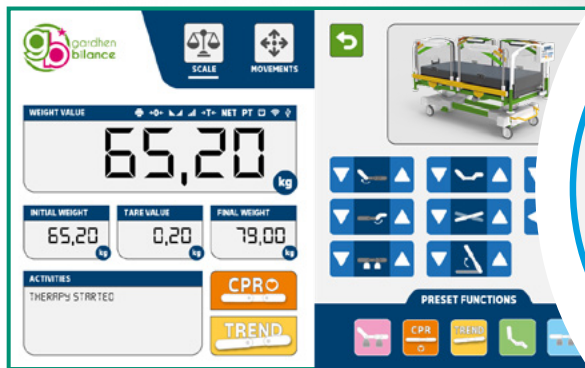 gardhen
bilance
SCALE
MOVEMENTS
WEIGHT VALUE
→0← →T← NET PT
65,20
kg
INITIAL WEIGHT
TARE VALUE
FINAL WEIGHT
65,20
kg
0,20
kg
79,00
kg
ACTIVITIES
THERAPY STARTED
CPR
TREND
PRESET FUNCTIONS
CPR
TREND